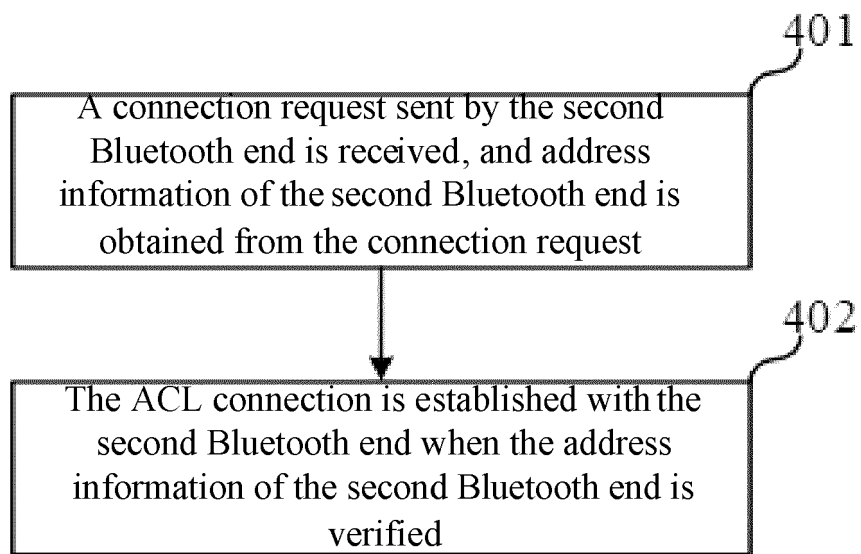 401
A connection request sent by the second
Bluetooth end is received, and address
information of the second Bluetooth end is
obtained from the connection request
402
The ACL connection is established with the
second Bluetooth end when the address
information of the second Bluetooth end is
verified